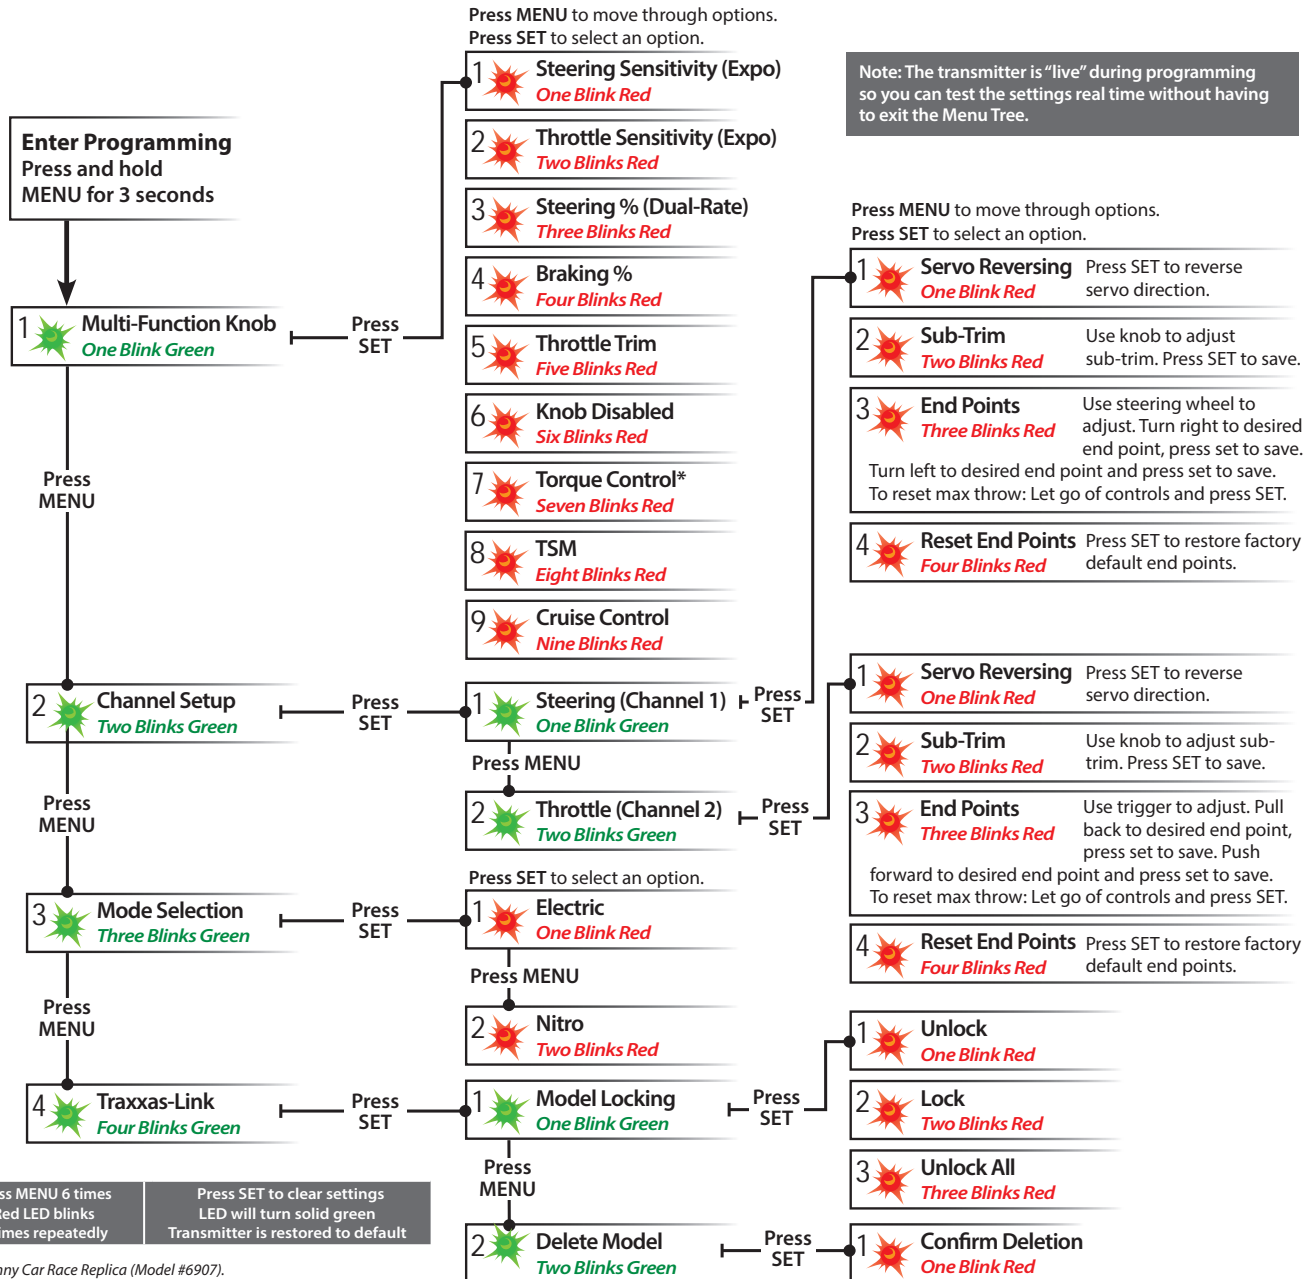 Press MENU to move through options.
Press SET to select an option.
Note: The transmitter is “live” during programming
so you can test the settings real time without having
to exit the Menu Tree.
Enter Programming
Press and hold
MENU for 3 seconds
1 Multi-Function Knob
One Blink Green
Press
SET
1 Steering Sensitivity (Expo)
One Blink Red
2 Throttle Sensitivity (Expo)
Two Blinks Red
3 Steering % (Dual-Rate)
Three Blinks Red
4 Braking %
Four Blinks Red
5 Throttle Trim
Five Blinks Red
6 Knob Disabled
Six Blinks Red
7 Torque Control*
Seven Blinks Red
8 TSM
Eight Blinks Red
9 Cruise Control
Nine Blinks Red
Press
MENU
2 Channel Setup
Two Blinks Green
Press
SET
1 Steering (Channel 1)
One Blink Green
Press
SET
Press MENU to move through options.
Press SET to select an option.
1 Servo Reversing Press SET to reverse
One Blink Red servo direction.
2 Sub-Trim Use knob to adjust
Two Blinks Red sub-trim. Press SET to save.
3 End Points Use steering wheel to
Three Blinks Red adjust. Turn right to desired
end point, press set to save.
Turn left to desired end point and press set to save.
To reset max throw: Let go of controls and press SET.
4 Reset End Points Press SET to restore factory
Four Blinks Red default end points.
Press MENU
2 Throttle (Channel 2)
Two Blinks Green
Press
SET
1 Servo Reversing Press SET to reverse
One Blink Red servo direction.
2 Sub-Trim Use knob to adjust sub-
Two Blinks Red trim. Press SET to save.
3 End Points Use trigger to adjust. Pull
Three Blinks Red back to desired end point,
press set to save. Push
forward to desired end point and press set to save.
To reset max throw: Let go of controls and press SET.
4 Reset End Points Press SET to restore factory
Four Blinks Red default end points.
Press
MENU
3 Mode Selection
Three Blinks Green
Press
SET
Press SET to select an option.
1 Electric
One Blink Red
Press MENU
2 Nitro
Two Blinks Red
Press
MENU
4 Traxxas-Link
Four Blinks Green
Press
SET
1 Model Locking
One Blink Green
Press
SET
1 Unlock
One Blink Red
2 Lock
Two Blinks Red
3 Unlock All
Three Blinks Red
Press
MENU
2 Delete Model
Two Blinks Green
Press
SET
1 Confirm Deletion
One Blink Red
MENU 6 times
Red LED blinks
times repeatedly
Press SET to clear settings
LED will turn solid green
Transmitter is restored to default
Car Race Replica (Model #6907).